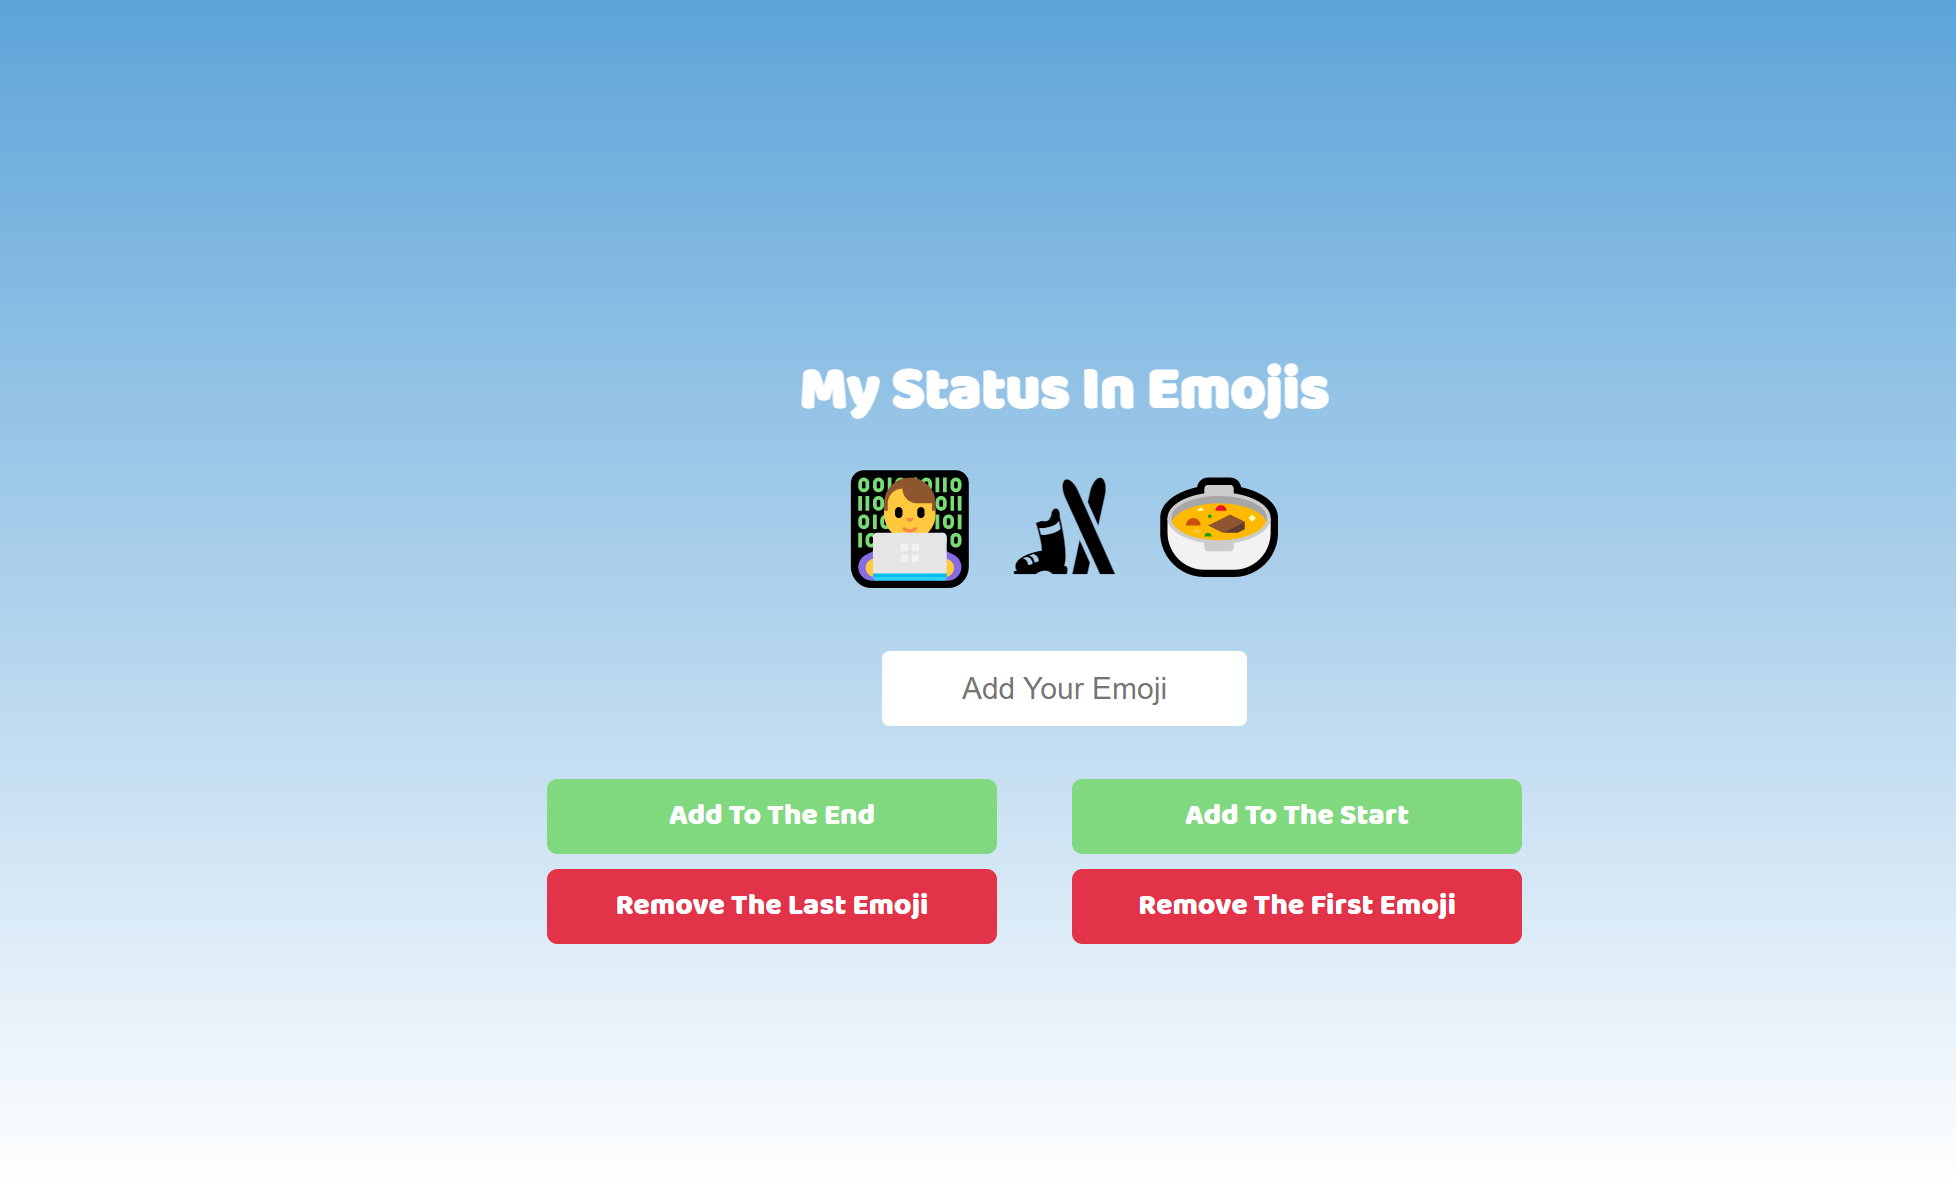 My Status In Emojis
Add Your Emoji
Add To The End
Add To The Start
Remove The Last Emoji
Remove The First Emoji